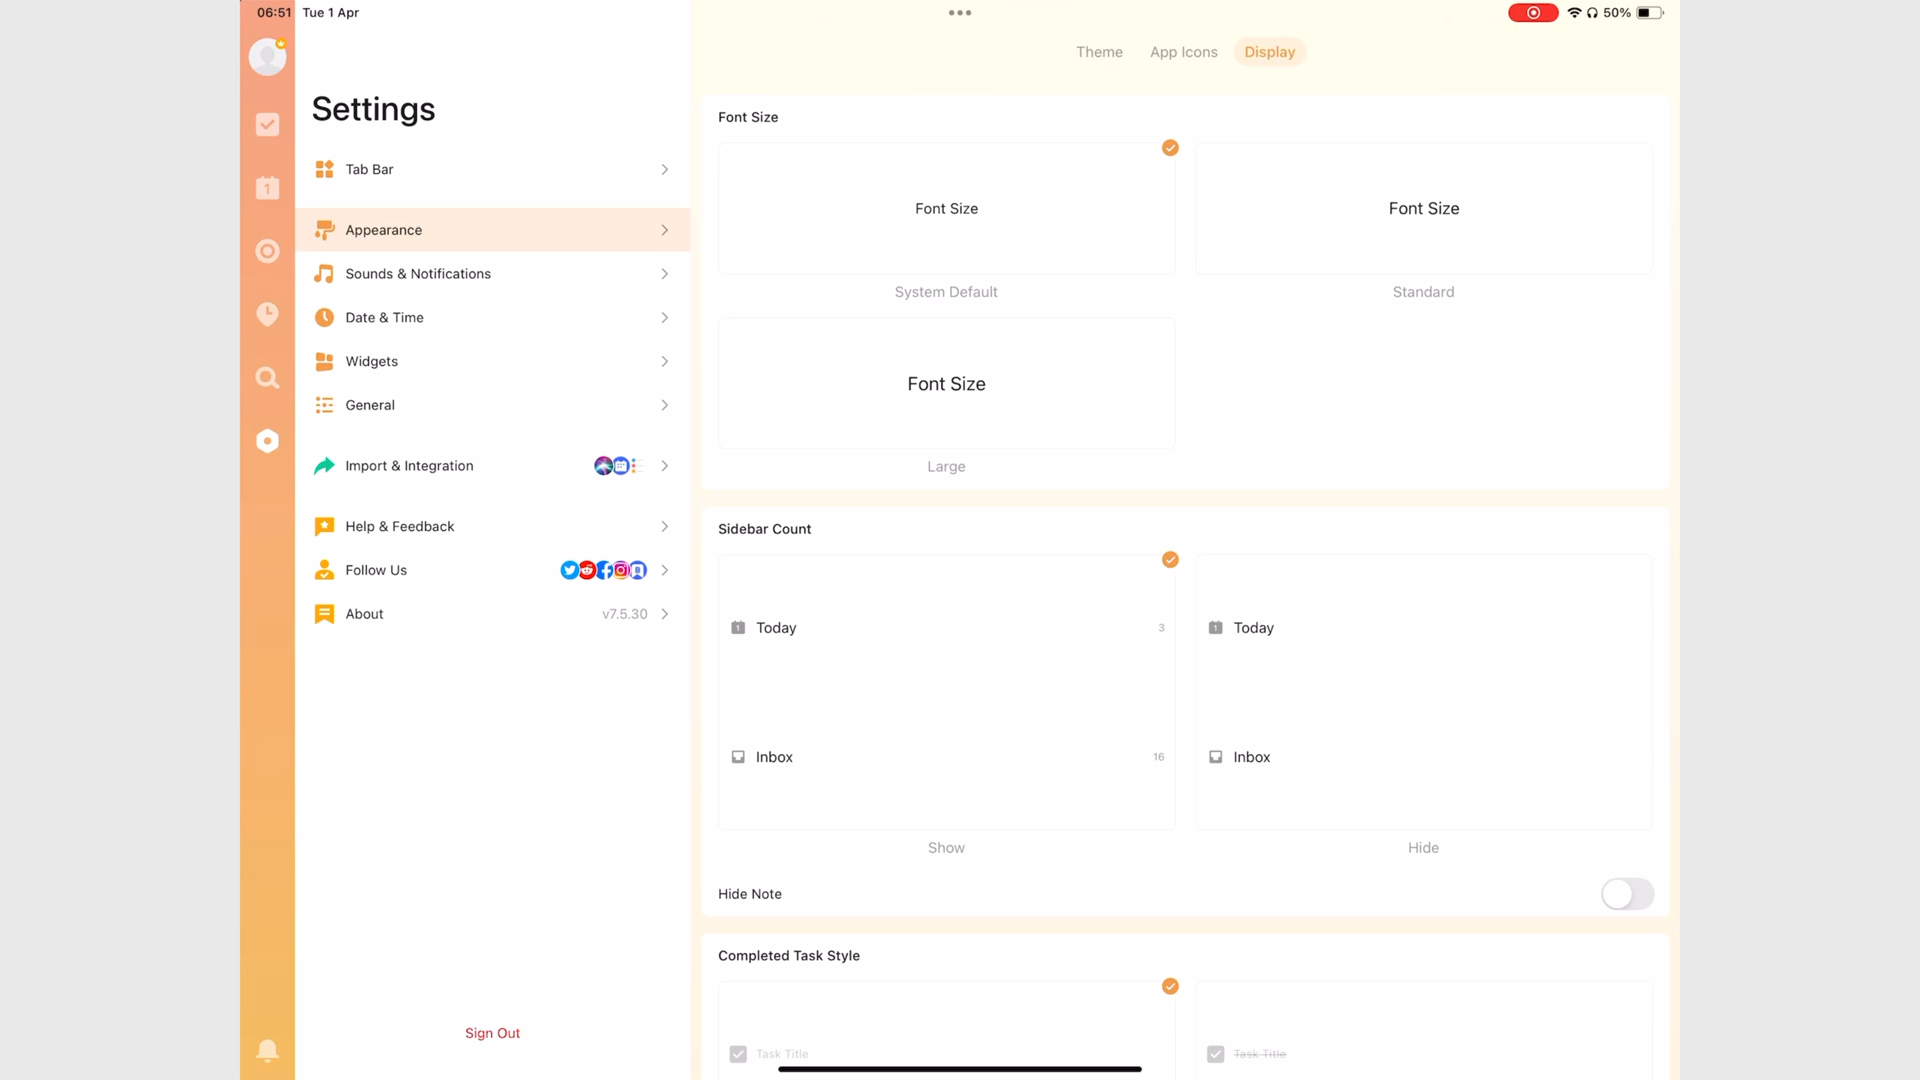 06:51 Tue 1 Apr
50%
Settings
Tab Bar
Appearance
Sounds & Notifications
Date & Time
Widgets
General
Import & Integration
Help & Feedback
Follow Us
About v7.5.30
Sign Out
Theme App Icons Display
Font Size
Font Size Font Size
System Default Standard
Font Size
Large
Sidebar Count
1 Today 3 1 Today
Inbox 16 Inbox
Show Hide
Hide Note
Completed Task Style
Task Title Task Title
1